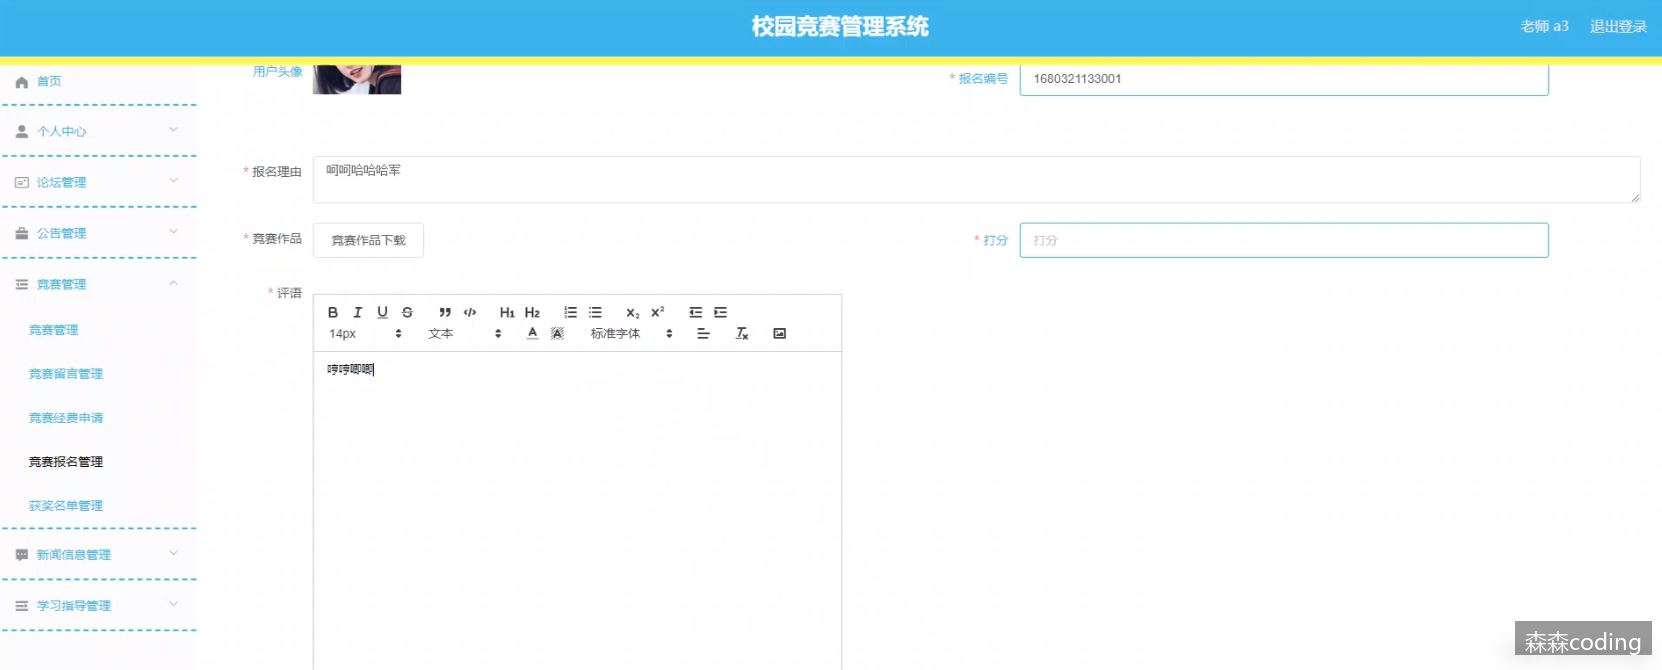 校园竞赛管理系统
老师 a3 退出登录
首页
个人中心
论坛管理
公告管理
竞赛管理
竞赛管理
竞赛留言管理
竞赛经费申请
竞赛报名管理
获奖名单管理
新闻信息管理
学习指导管理
用户头像
* 报名编号 1680321133001
* 报名理由 呵呵哈哈哈军
* 竞赛作品 竞赛作品下载
* 打分 打分
* 评语
B I U S ” </> H1 H2 X2 X2
14px 文本 A A 标准字体 Tx
哼哼唧唧
森森coding